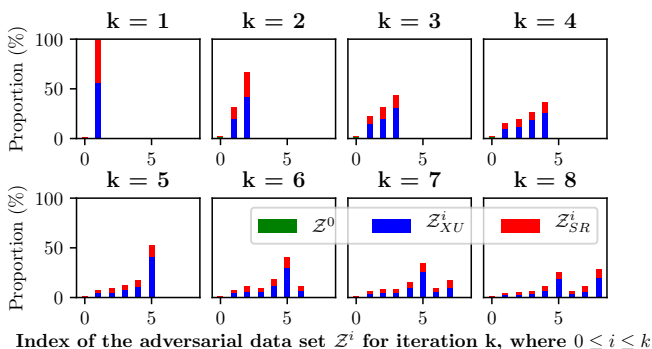 k = 1 k = 2 k = 3 k = 4
Proportion (%)
100
50
0
0 5 0 5 0 5 0 5
k = 5 k = 6 k = 7 k = 8
Proportion (%)
100
50
0
𝒵⁰ 𝒵ⁱ_XU 𝒵ⁱ_SR
0 5 0 5 0 5 0 5
Index of the adversarial data set 𝒵ⁱ for iteration k, where 0 ≤ i ≤ k